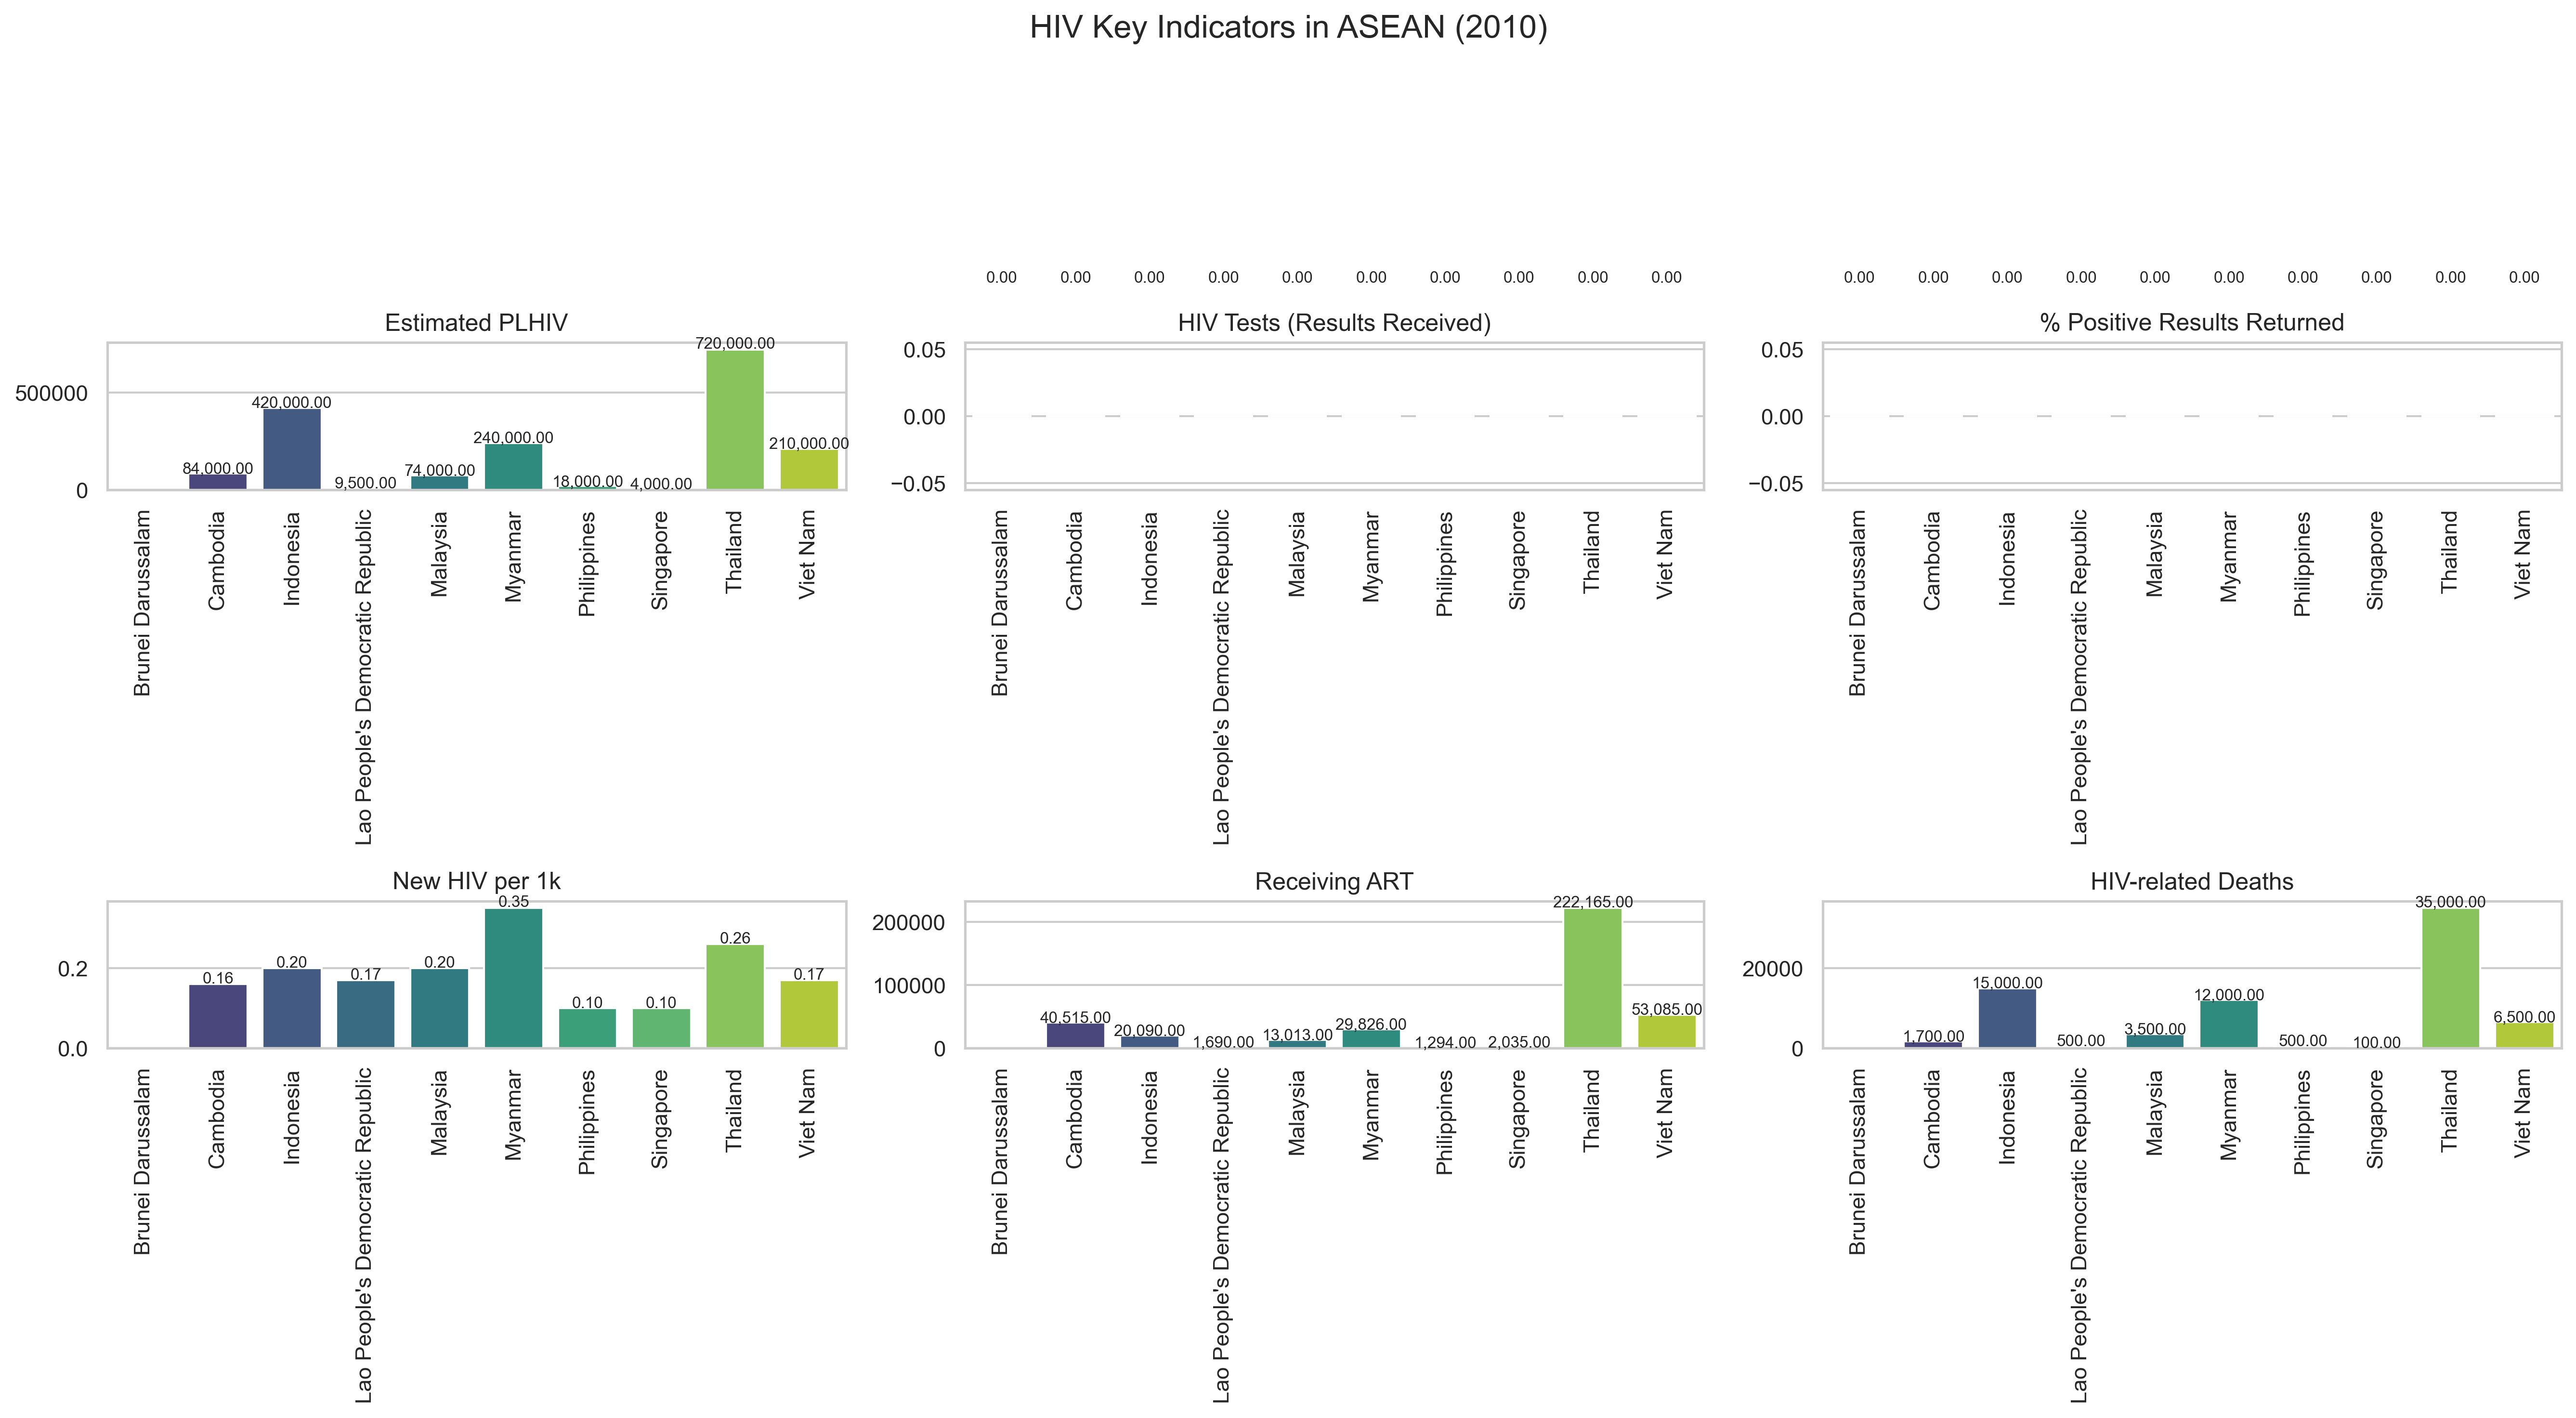 HIV Key Indicators in ASEAN (2010)
Estimated PLHIV
500000
0
84,000.00
420,000.00
9,500.00
74,000.00
240,000.00
18,000.00
4,000.00
720,000.00
210,000.00
Brunei Darussalam
Cambodia
Indonesia
Lao People's Democratic Republic
Malaysia
Myanmar
Philippines
Singapore
Thailand
Viet Nam
0.00 0.00 0.00 0.00 0.00 0.00 0.00 0.00 0.00 0.00
HIV Tests (Results Received)
0.05
0.00
−0.05
Brunei Darussalam
Cambodia
Indonesia
Lao People's Democratic Republic
Malaysia
Myanmar
Philippines
Singapore
Thailand
Viet Nam
0.00 0.00 0.00 0.00 0.00 0.00 0.00 0.00 0.00 0.00
% Positive Results Returned
0.05
0.00
−0.05
Brunei Darussalam
Cambodia
Indonesia
Lao People's Democratic Republic
Malaysia
Myanmar
Philippines
Singapore
Thailand
Viet Nam
New HIV per 1k
0.2
0.0
0.16
0.20
0.17
0.20
0.35
0.10
0.10
0.26
0.17
Brunei Darussalam
Cambodia
Indonesia
Lao People's Democratic Republic
Malaysia
Myanmar
Philippines
Singapore
Thailand
Viet Nam
Receiving ART
200000
100000
0
40,515.00
20,090.00
1,690.00
13,013.00
29,826.00
1,294.00
2,035.00
222,165.00
53,085.00
Brunei Darussalam
Cambodia
Indonesia
Lao People's Democratic Republic
Malaysia
Myanmar
Philippines
Singapore
Thailand
Viet Nam
HIV-related Deaths
20000
0
1,700.00
15,000.00
500.00
3,500.00
12,000.00
500.00
100.00
35,000.00
6,500.00
Brunei Darussalam
Cambodia
Indonesia
Lao People's Democratic Republic
Malaysia
Myanmar
Philippines
Singapore
Thailand
Viet Nam